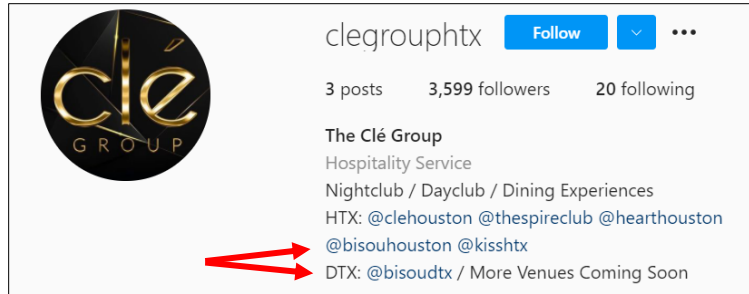 clé
GROUP
clegrouphtx Follow
3 posts 3,599 followers 20 following
The Clé Group
Hospitality Service
Nightclub / Dayclub / Dining Experiences
HTX: @clehouston @thespireclub @hearthouston
@bisouhouston @kisshtx
DTX: @bisoudtx / More Venues Coming Soon